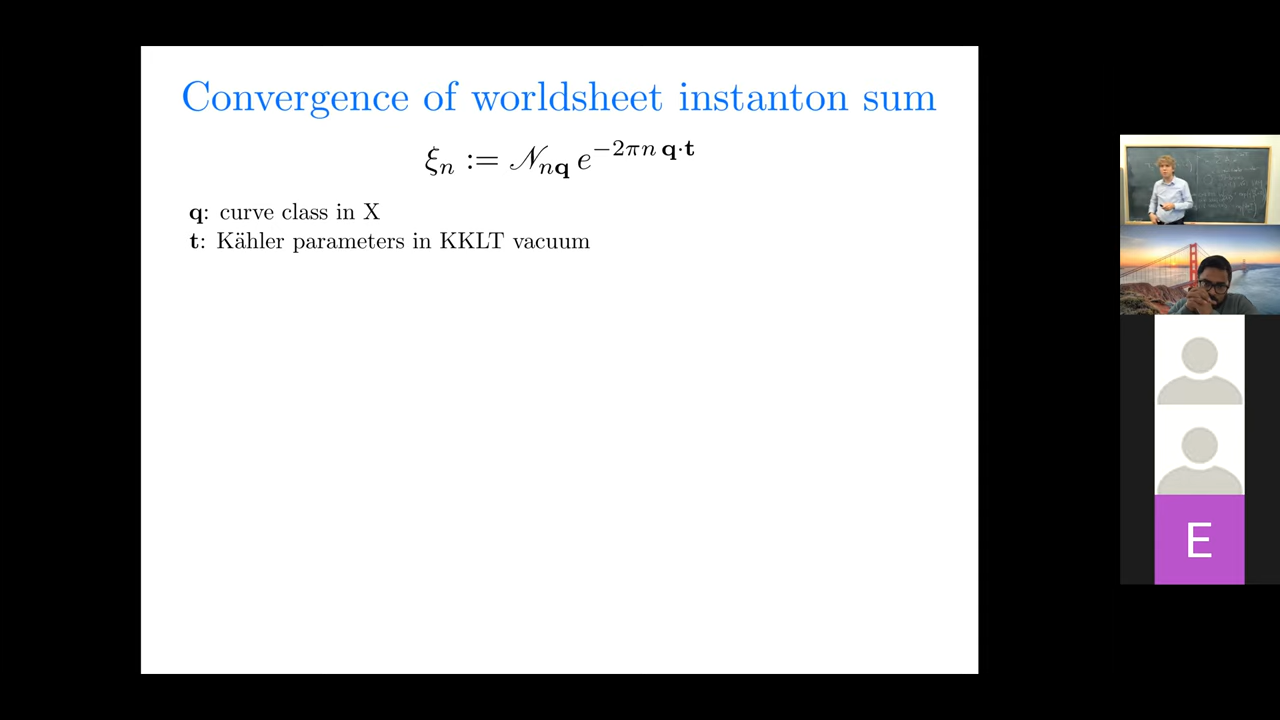 Convergence of worldsheet instanton sum
ξₙ := 𝒩ₙ𝐪 e^{−2πn 𝐪·𝐭}
q: curve class in X
t: Kähler parameters in KKLT vacuum
E